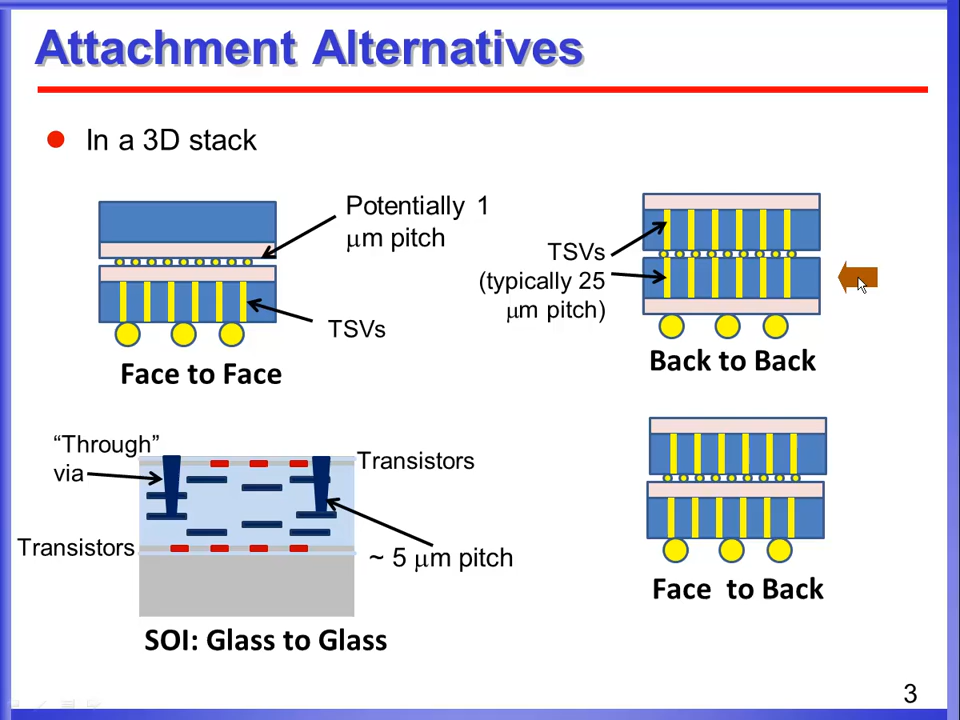 Attachment Alternatives
In a 3D stack
Potentially 1
μm pitch
TSVs
Face to Face
TSVs
(typically 25
μm pitch)
Back to Back
“Through”
via
Transistors
Transistors
~ 5 μm pitch
SOI: Glass to Glass
Face to Back
3